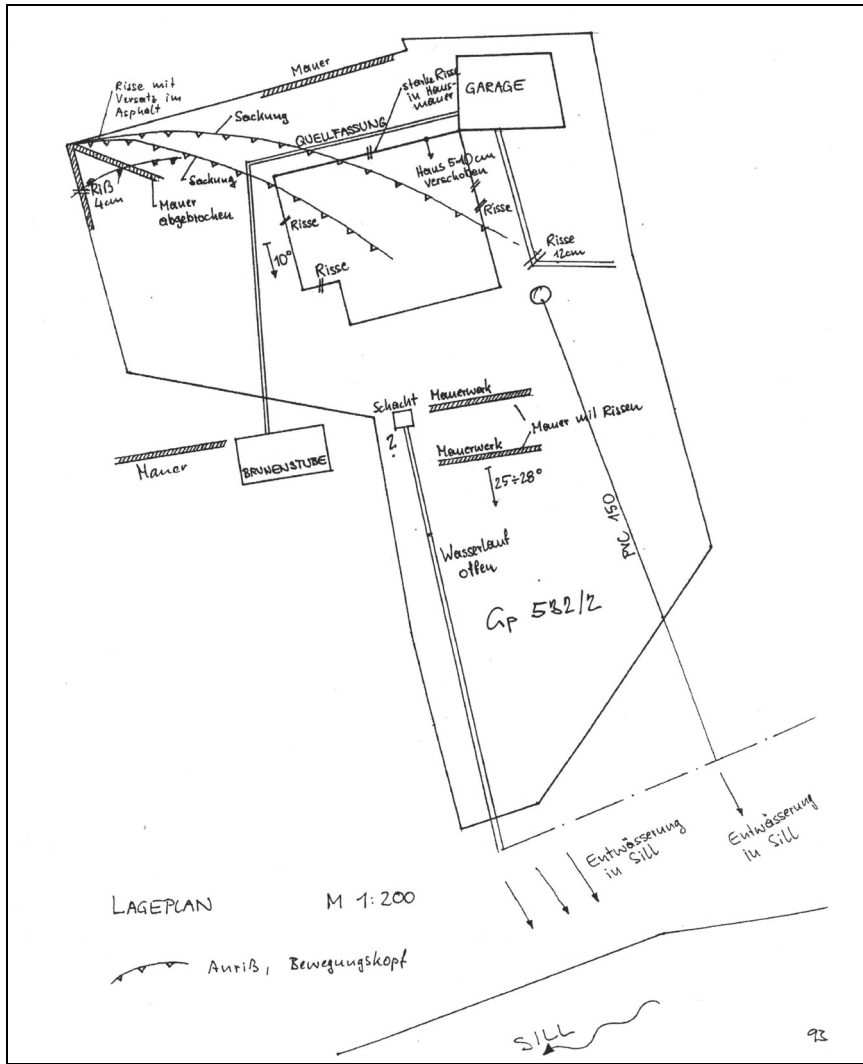 Mauer
Risse mit
Versatz im
Asphalt
Sackung
starke Risse
in Haus-
mauer
GARAGE
QUELLFASSUNG
Sackung
Haus 5-10 cm
verschoben
Riß
4cm
Mauer
abgebrochen
Risse
Risse
10°
Risse
Risse
12cm
Schacht
?
Mauerwerk
Mauer mit Rissen
Mauerwerk
Mauer
BRUNENSTUBE
25÷28°
PVC 150
Wasserlauf
offen
Gp 532/2
Entwässerung
in Sill
Entwässerung
in Sill
LAGEPLAN M 1:200
Anriß, Bewegungskopf
SILL
93